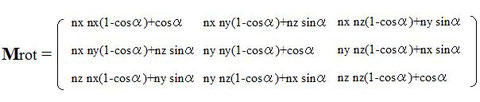 nx nx(1-cosα)+cosα nx ny(1-cosα)+nz sinα nx nz(1-cosα)+ny sinα
Mrot = nx ny(1-cosα)+nz sinα ny ny(1-cosα)+cosα ny nz(1-cosα)+nx sinα
nz nx(1-cosα)+ny sinα ny nz(1-cosα)+nx sinα nz nz(1-cosα)+cosα